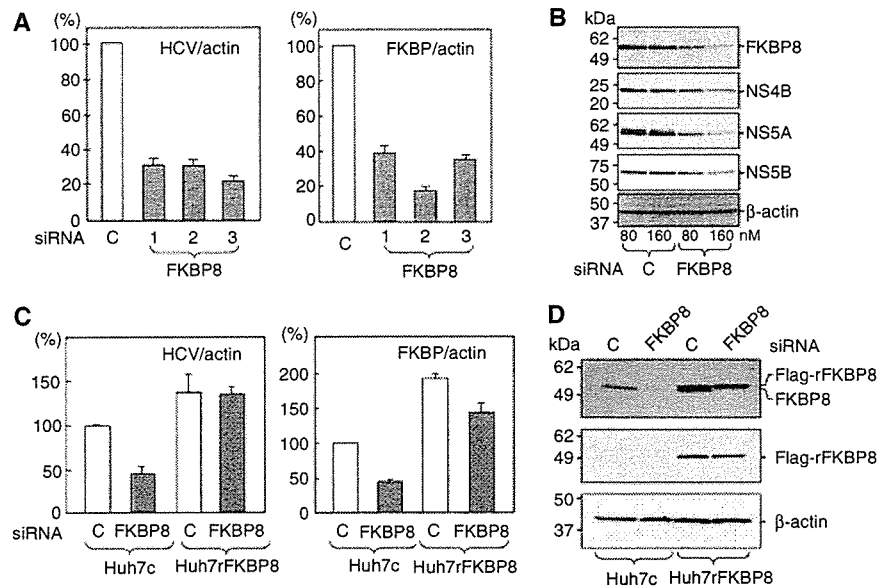 A
(%)
HCV/actin
100
80
60
40
20
0
siRNA
C
1
2
3
FKBP8
(%)
FKBP/actin
100
80
60
40
20
0
C
1
2
3
FKBP8
B
kDa
62
49
FKBP8
25
20
NS4B
62
49
NS5A
75
50
NS5B
50
37
β-actin
80 160 80 160 nM
siRNA
C
FKBP8
C
(%)
HCV/actin
150
100
50
0
siRNA
C FKBP8 C FKBP8
Huh7c
Huh7rFKBP8
(%)
FKBP/actin
200
150
100
50
0
C FKBP8 C FKBP8
Huh7c
Huh7rFKBP8
D
kDa
C
FKBP8
C
FKBP8
siRNA
62
49
Flag-rFKBP8
FKBP8
62
49
Flag-rFKBP8
50
37
β-actin
Huh7c
Huh7rFKBP8